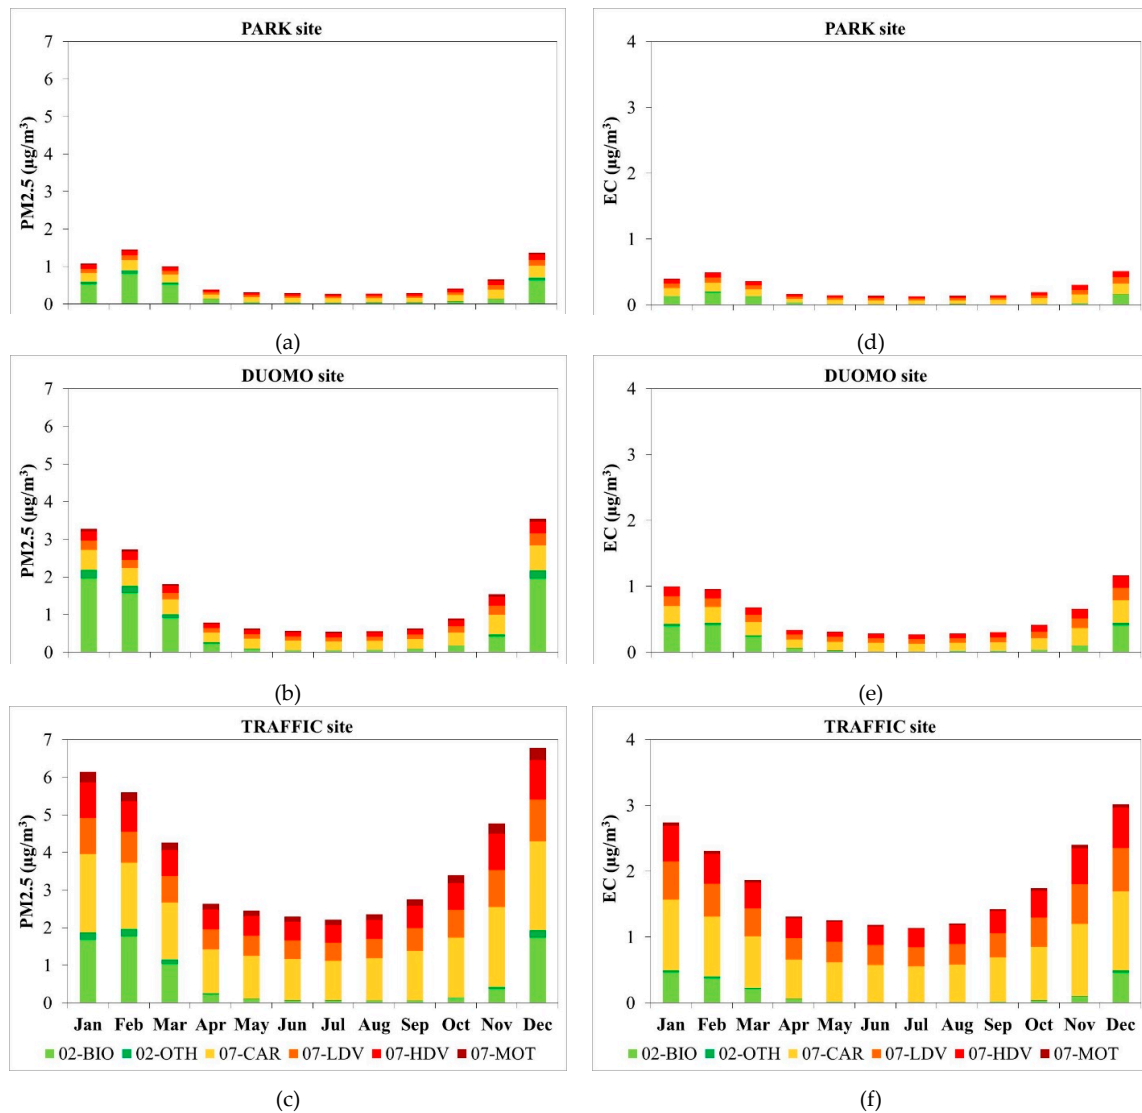 PARK site
PM2.5 (µg/m³)
7
6
5
4
3
2
1
0
(a)
PARK site
EC (µg/m³)
4
3
2
1
0
(d)
DUOMO site
PM2.5 (µg/m³)
7
6
5
4
3
2
1
0
(b)
DUOMO site
EC (µg/m³)
4
3
2
1
0
(e)
TRAFFIC site
PM2.5 (µg/m³)
7
6
5
4
3
2
1
0
Jan Feb Mar Apr May Jun Jul Aug Sep Oct Nov Dec
02-BIO 02-OTH 07-CAR 07-LDV 07-HDV 07-MOT
(c)
TRAFFIC site
EC (µg/m³)
4
3
2
1
0
Jan Feb Mar Apr May Jun Jul Aug Sep Oct Nov Dec
02-BIO 02-OTH 07-CAR 07-LDV 07-HDV 07-MOT
(f)